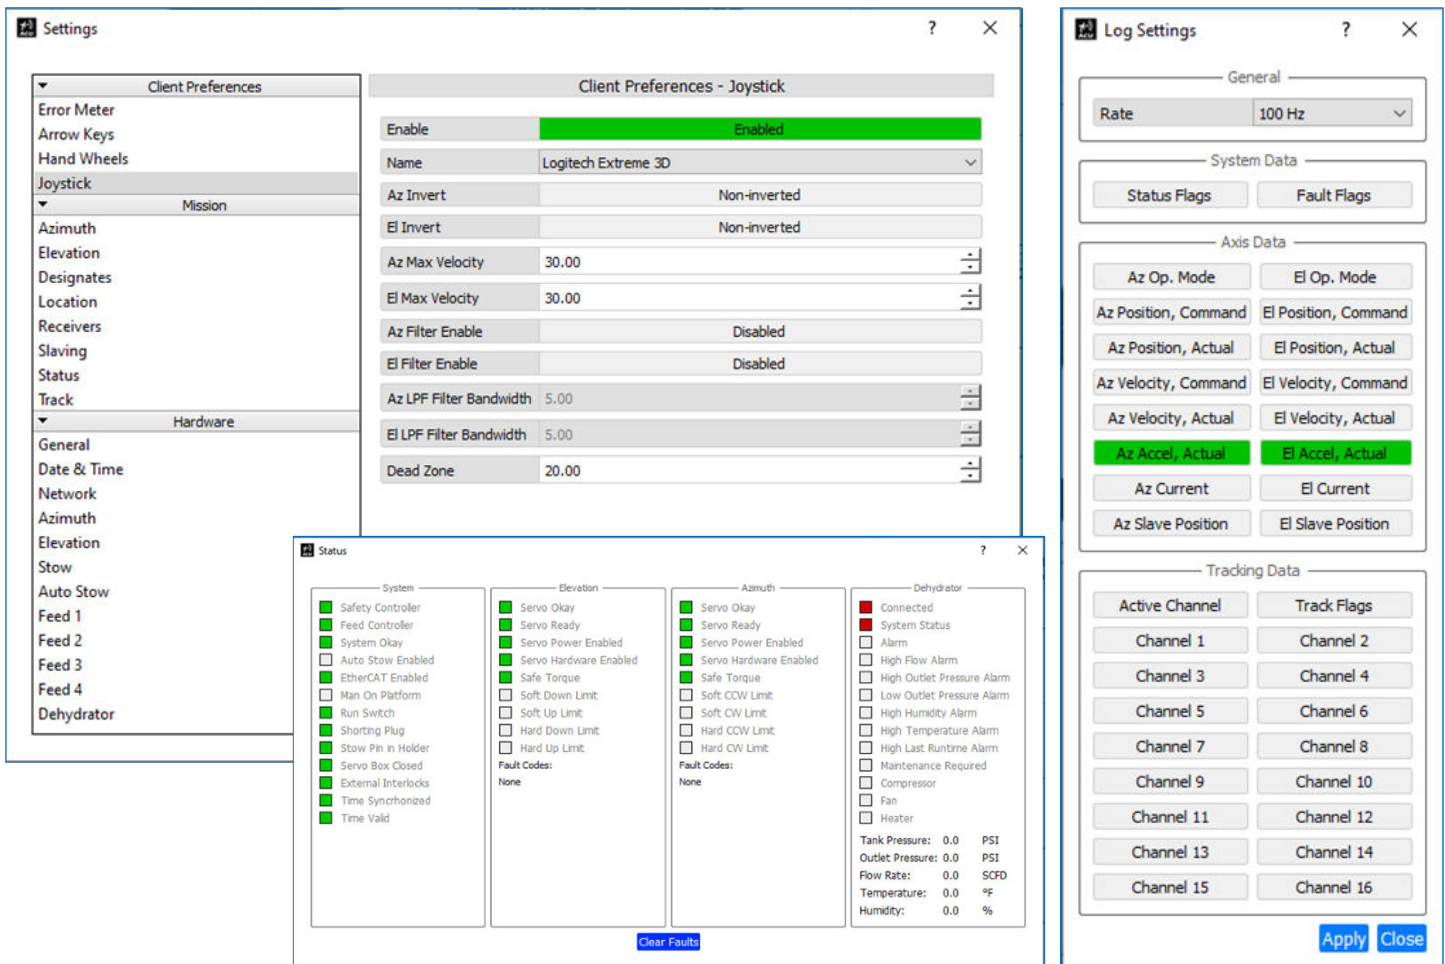 Settings
?
Client Preferences
Error Meter
Arrow Keys
Hand Wheels
Joystick
Mission
Azimuth
Elevation
Designates
Location
Receivers
Slaving
Status
Track
Hardware
General
Date & Time
Network
Azimuth
Elevation
Stow
Auto Stow
Feed 1
Feed 2
Feed 3
Feed 4
Dehydrator
Client Preferences - Joystick
Enable Enabled
Name Logitech Extreme 3D
Az Invert Non-inverted
El Invert Non-inverted
Az Max Velocity 30.00
El Max Velocity 30.00
Az Filter Enable Disabled
El Filter Enable Disabled
Az LPF Filter Bandwidth 5.00
El LPF Filter Bandwidth 5.00
Dead Zone 20.00
Status
?
System
Safety Controller
Feed Controller
System Okay
Auto Stow Enabled
EtherCAT Enabled
Man On Platform
Run Switch
Shorting Plug
Stow Pin in Holder
Servo Box Closed
External Interlocks
Time Syncrhonized
Time Valid
Elevation
Servo Okay
Servo Ready
Servo Power Enabled
Servo Hardware Enabled
Safe Torque
Soft Down Limit
Soft Up Limit
Hard Down Limit
Hard Up Limit
Fault Codes:
None
Azimuth
Servo Okay
Servo Ready
Servo Power Enabled
Servo Hardware Enabled
Safe Torque
Soft CCW Limit
Soft CW Limit
Hard CCW Limit
Hard CW Limit
Fault Codes:
None
Dehydrator
Connected
System Status
Alarm
High Flow Alarm
High Outlet Pressure Alarm
Low Outlet Pressure Alarm
High Humidity Alarm
High Temperature Alarm
High Last Runtime Alarm
Maintenance Required
Compressor
Fan
Heater
Tank Pressure: 0.0 PSI
Outlet Pressure: 0.0 PSI
Flow Rate: 0.0 SCFD
Temperature: 0.0 °F
Humidity: 0.0 %
Clear Faults
ACU
Log Settings
?
General
Rate 100 Hz
System Data
Status Flags Fault Flags
Axis Data
Az Op. Mode El Op. Mode
Az Position, Command El Position, Command
Az Position, Actual El Position, Actual
Az Velocity, Command El Velocity, Command
Az Velocity, Actual El Velocity, Actual
Az Accel, Actual El Accel, Actual
Az Current El Current
Az Slave Position El Slave Position
Tracking Data
Active Channel Track Flags
Channel 1 Channel 2
Channel 3 Channel 4
Channel 5 Channel 6
Channel 7 Channel 8
Channel 9 Channel 10
Channel 11 Channel 12
Channel 13 Channel 14
Channel 15 Channel 16
Apply Close